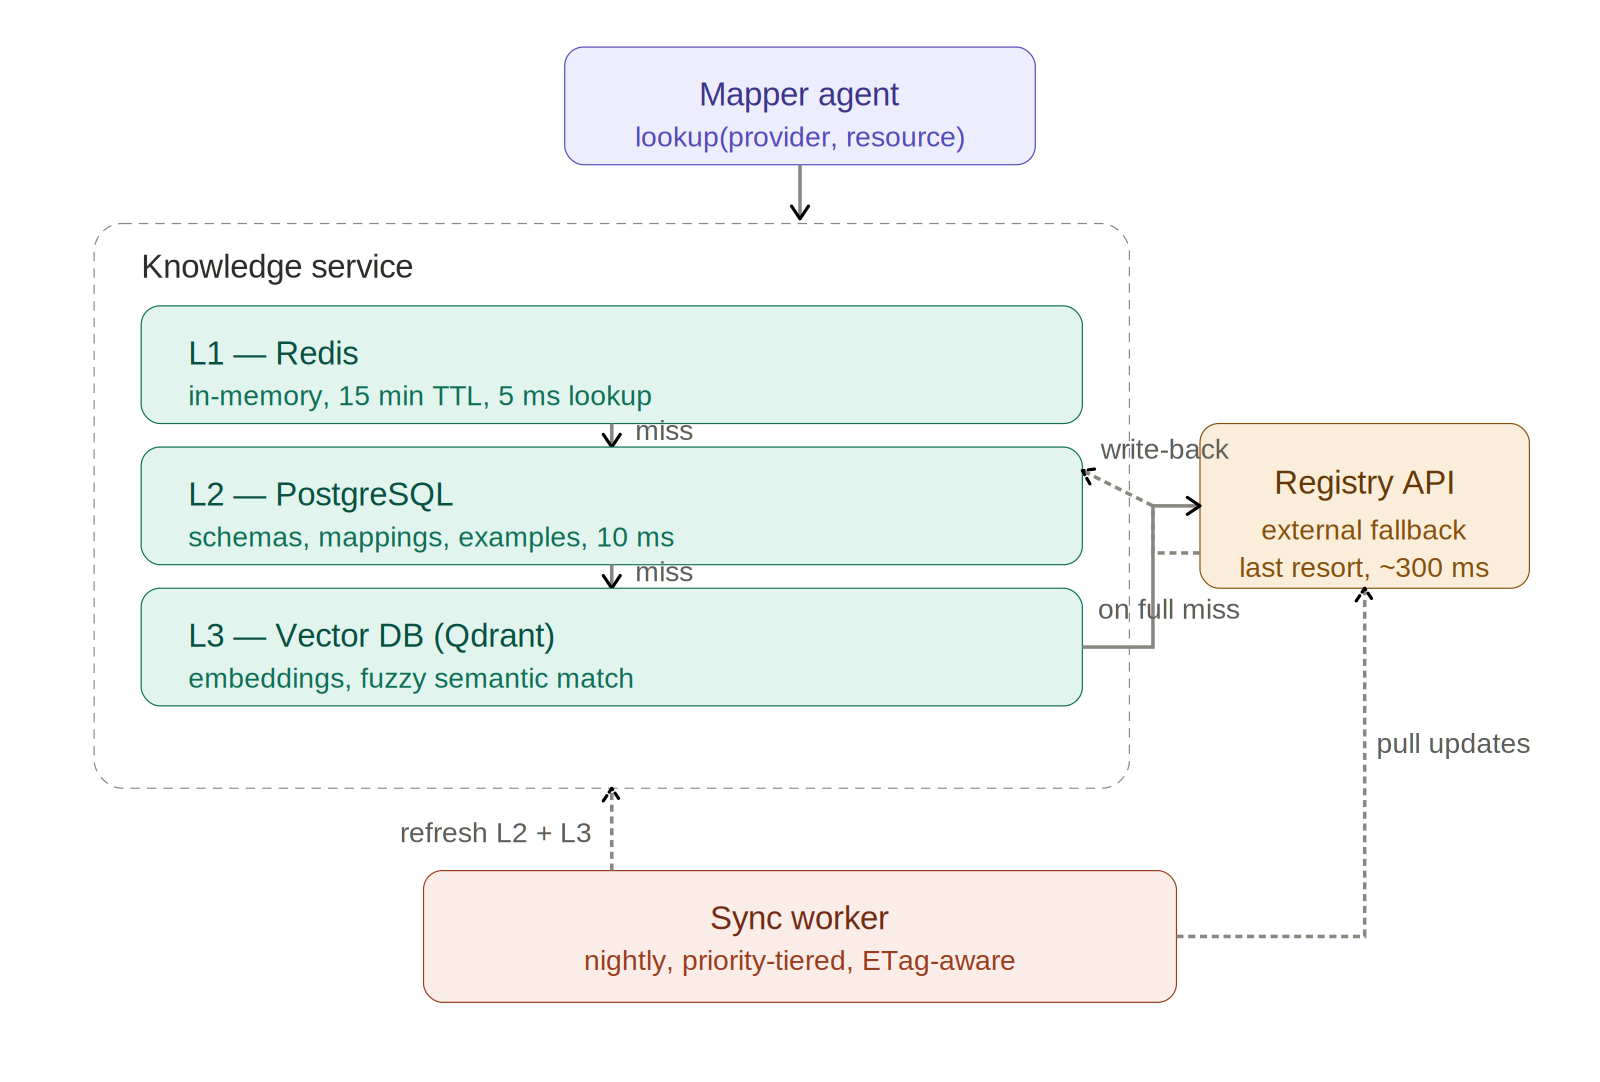 Mapper agent
lookup(provider, resource)
Knowledge service
L1 — Redis
in-memory, 15 min TTL, 5 ms lookup
miss
L2 — PostgreSQL
schemas, mappings, examples, 10 ms
miss
L3 — Vector DB (Qdrant)
embeddings, fuzzy semantic match
write-back
Registry API
external fallback
last resort, ~300 ms
on full miss
pull updates
refresh L2 + L3
Sync worker
nightly, priority-tiered, ETag-aware